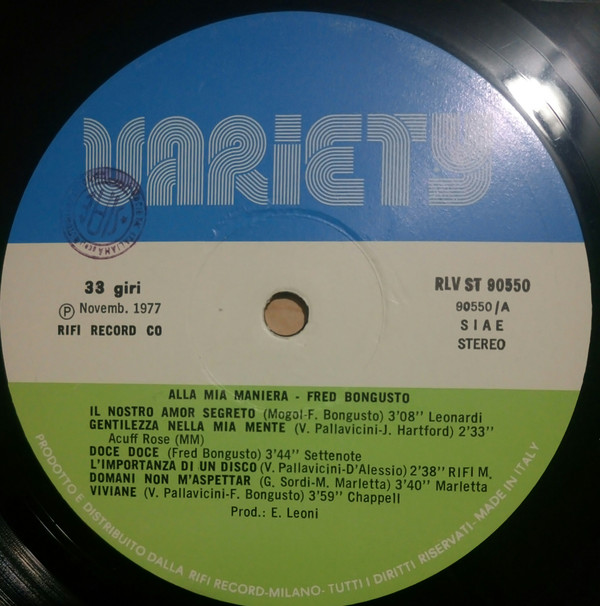 VARIETY
33 giri
Ⓟ Novemb. 1977
RIFI RECORD CO
RLV ST 90550
90550/A
SIAE
STEREO
ALLA MIA MANIERA - FRED BONGUSTO
IL NOSTRO AMOR SEGRETO (Mogol-F. Bongusto) 3'08" Leonardi
GENTILEZZA NELLA MIA MENTE (V. Pallavicini-J. Hartford) 2'33"
Acuff Rose (MM)
DOCE DOCE (Fred Bongusto) 3'44" Settenote
L'IMPORTANZA DI UN DISCO (V. Pallavicini-D'Alessio) 2'38" RIFI M.
DOMANI NON M'ASPETTAR (G. Sordi-M. Marletta) 3'40" Marletta
VIVIANE (V. Pallavicini-F. Bongusto) 3'59" Chappell
Prod.: E. Leoni
PRODOTTO E DISTRIBUITO DALLA RIFI RECORD-MILANO- TUTTI I DIRITTI RISERVATI-MADE IN ITALY